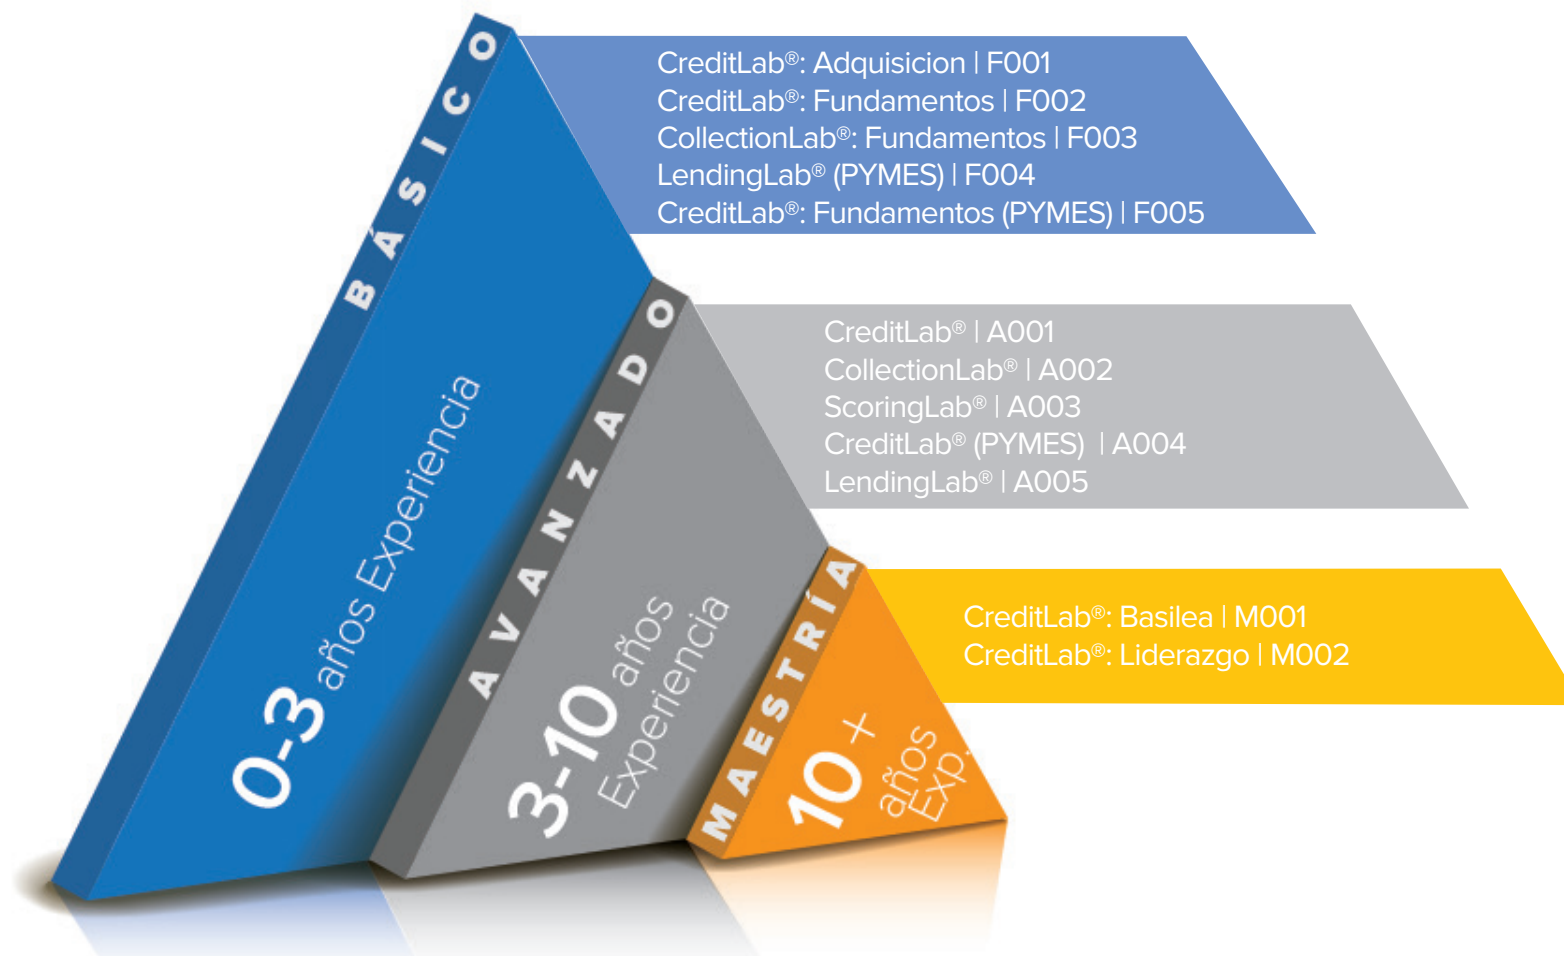 BÁSICO
0-3 años Experiencia
CreditLab®: Adquisicion | F001
CreditLab®: Fundamentos | F002
CollectionLab®: Fundamentos | F003
LendingLab® (PYMES) | F004
CreditLab®: Fundamentos (PYMES) | F005
AVANZADO
3-10 años
Experiencia
CreditLab® | A001
CollectionLab® | A002
ScoringLab® | A003
CreditLab® (PYMES) | A004
LendingLab® | A005
MAESTRÍA
10 +
años
Exp.
CreditLab®: Basilea | M001
CreditLab®: Liderazgo | M002